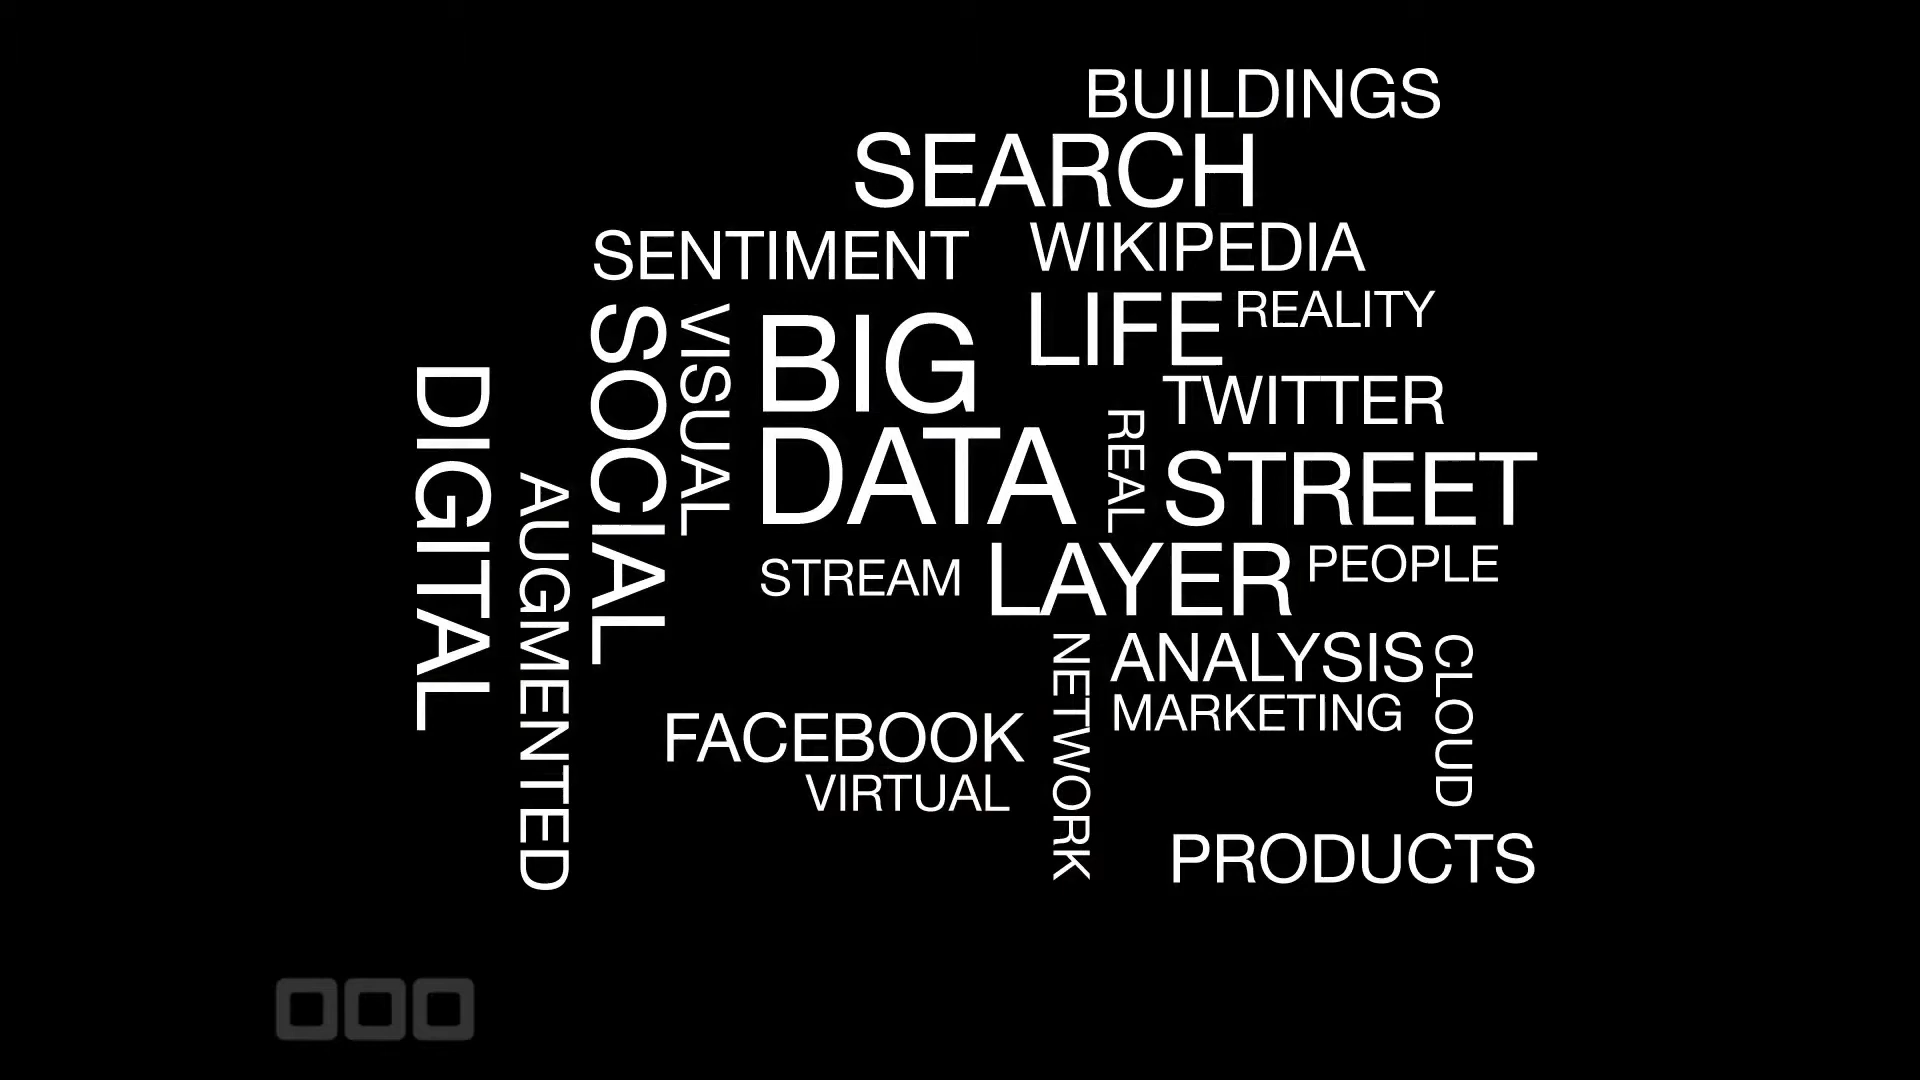 BUILDINGS
SEARCH
SENTIMENT
WIKIPEDIA
SOCIAL
VISUAL
BIG
DATA
LIFE
REALITY
TWITTER
DIGITAL
AUGMENTED
REAL
STREET
STREAM
LAYER
PEOPLE
NETWORK
ANALYSIS
CLOUD
MARKETING
FACEBOOK
VIRTUAL
PRODUCTS